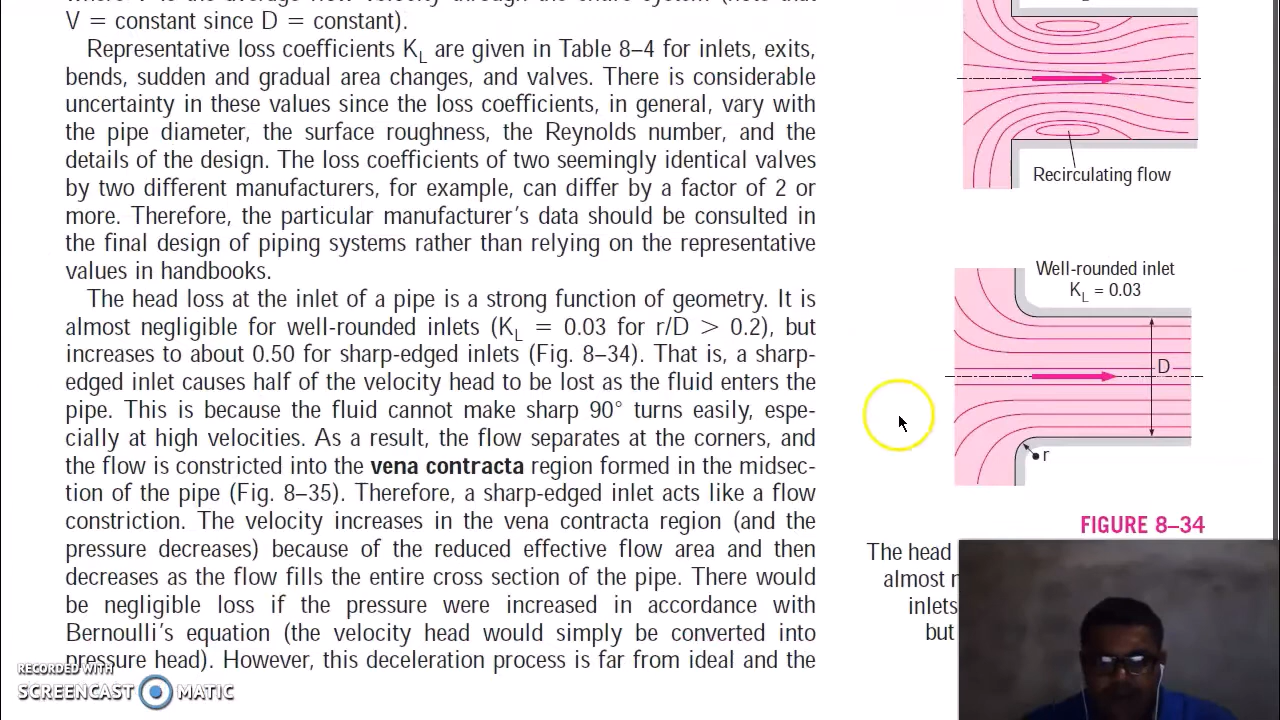 V = constant since D = constant).
Representative loss coefficients KL are given in Table 8–4 for inlets, exits,
bends, sudden and gradual area changes, and valves. There is considerable
uncertainty in these values since the loss coefficients, in general, vary with
the pipe diameter, the surface roughness, the Reynolds number, and the
details of the design. The loss coefficients of two seemingly identical valves
by two different manufacturers, for example, can differ by a factor of 2 or
more. Therefore, the particular manufacturer's data should be consulted in
the final design of piping systems rather than relying on the representative
values in handbooks.
The head loss at the inlet of a pipe is a strong function of geometry. It is
almost negligible for well-rounded inlets (KL = 0.03 for r/D > 0.2), but
increases to about 0.50 for sharp-edged inlets (Fig. 8–34). That is, a sharp-
edged inlet causes half of the velocity head to be lost as the fluid enters the
pipe. This is because the fluid cannot make sharp 90° turns easily, espe-
cially at high velocities. As a result, the flow separates at the corners, and
the flow is constricted into the vena contracta region formed in the midsec-
tion of the pipe (Fig. 8–35). Therefore, a sharp-edged inlet acts like a flow
constriction. The velocity increases in the vena contracta region (and the
pressure decreases) because of the reduced effective flow area and then
decreases as the flow fills the entire cross section of the pipe. There would
be negligible loss if the pressure were increased in accordance with
Bernoulli's equation (the velocity head would simply be converted into
pressure head). However, this deceleration process is far from ideal and the
Recirculating flow
Well-rounded inlet
KL = 0.03
D
r
FIGURE 8–34
The head
almost
inlets
but
RECORDED WITH
SCREENCAST MATIC